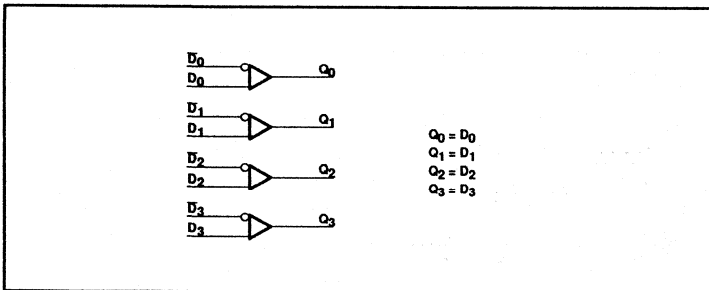 D̅₀
D₀
Q₀
D̅₁
D₁
Q₁
D̅₂
D₂
Q₂
D̅₃
D₃
Q₃
Q₀ = D₀
Q₁ = D₁
Q₂ = D₂
Q₃ = D₃